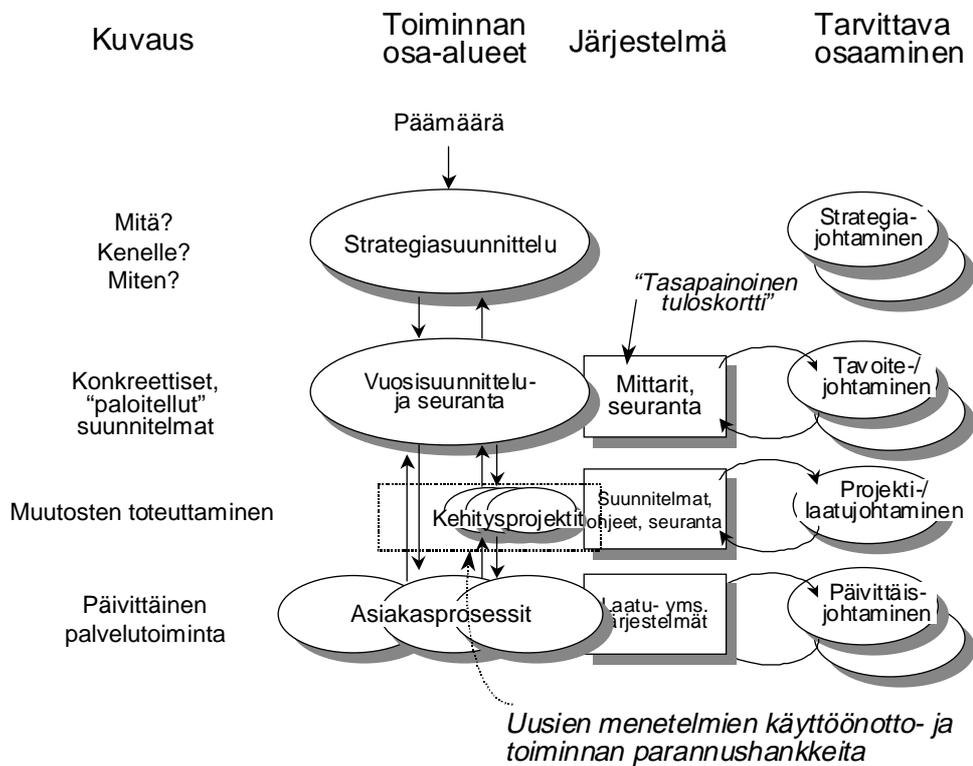 Kuvaus
Toiminnan
osa-alueet
Järjestelmä
Tarvittava
osaaminen
Päämäärä
Mitä?
Kenelle?
Miten?
Strategiasuunnittelu
Strategia-
johtaminen
“Tasapainoinen
tuloskortti”
Konkreettiset,
“paloitellut”
suunnitelmat
Vuosisuunnittelu-
ja seuranta
Mittarit,
seuranta
Tavoite-/
johtaminen
Muutosten toteuttaminen
Kehitysprojektit
Suunnitelmat,
ohjeet, seuranta
Projekti-/
laatujohtaminen
Päivittäinen
palvelutoiminta
Asiakasprosessit
Laatu- yms.
järjestelmät
Päivittäis-
johtaminen
Uusien menetelmien käyttöönotto- ja
toiminnan parannushankkeita